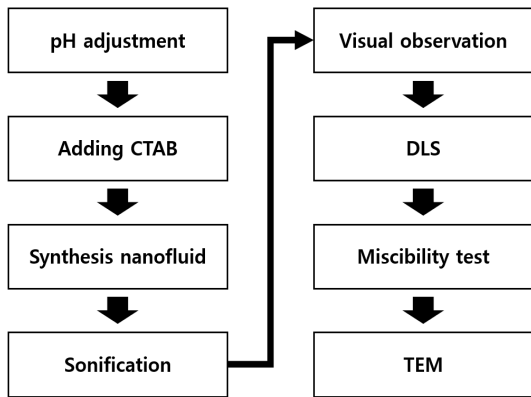 pH adjustment
Adding CTAB
Synthesis nanofluid
Sonification
Visual observation
DLS
Miscibility test
TEM